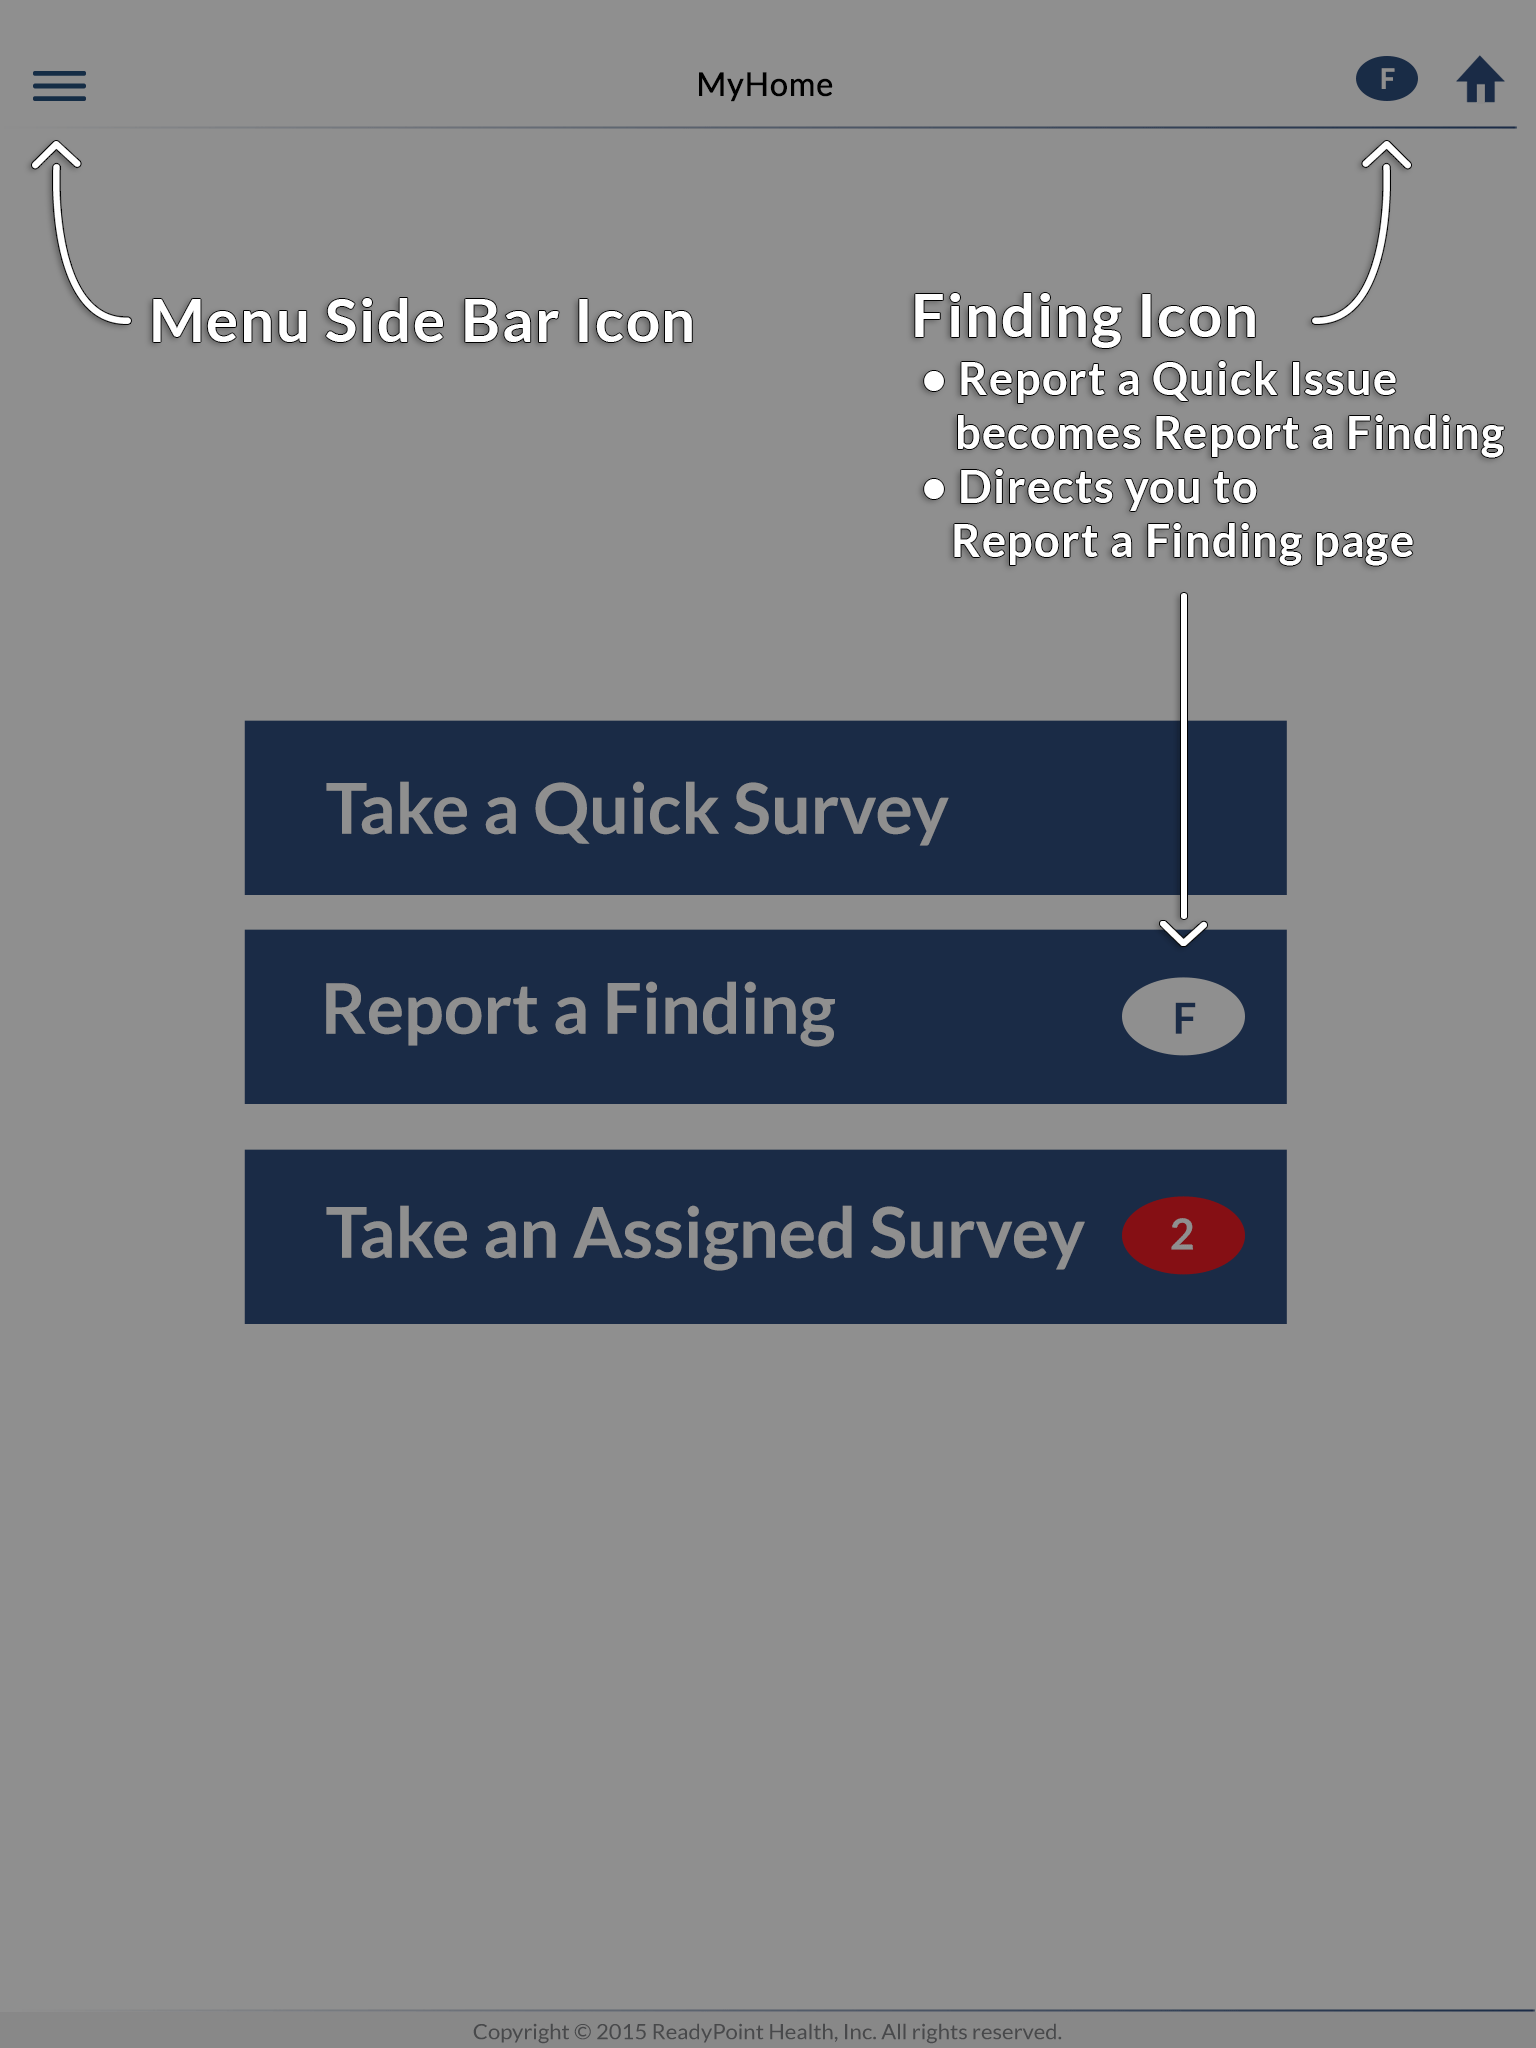 MyHome
F
Menu Side Bar Icon
Finding Icon
• Report a Quick Issue
becomes Report a Finding
• Directs you to
Report a Finding page
Take a Quick Survey
Report a Finding
F
Take an Assigned Survey
2
Copyright © 2015 ReadyPoint Health, Inc. All rights reserved.